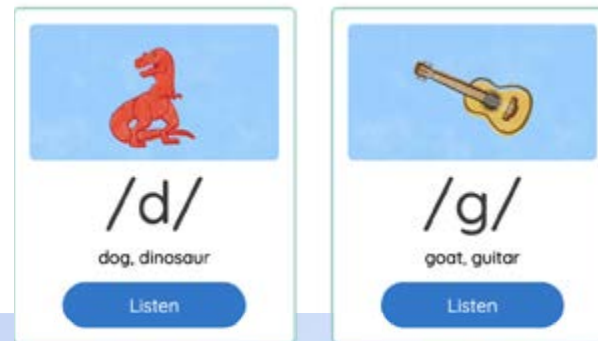 /d/
dog, dinosaur
Listen
/g/
goat, guitar
Listen